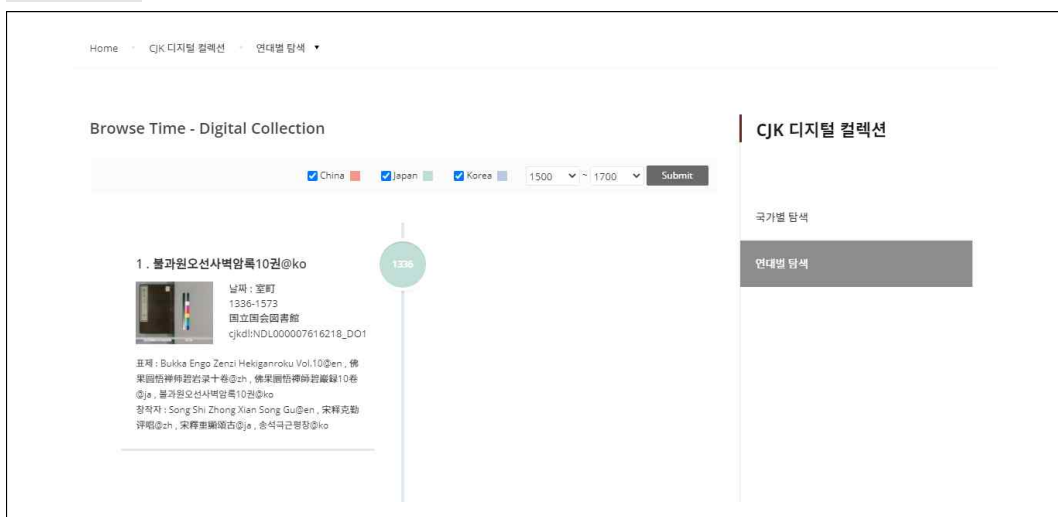 Home · CJK 디지털 컬렉션 · 연대별 탐색 ▼
Browse Time - Digital Collection
China Japan Korea 1500 ~ 1700 Submit
1 . 불과원오선사벽암록10권@ko
날짜 : 室町
1336-1573
国立国会図書館
cjkdl:NDL000007616218_DO1
표제 : Bukka Engo Zenzi Hekiganroku Vol.10@en , 佛
果圆悟禅师碧岩录十卷@zh , 佛果圜悟禅師碧巌録10巻
@ja , 불과원오선사벽암록10권@ko
창작자 : Song Shi Zhong Xian Song Gu@en , 宋释克勤
评唱@zh , 宋釋重顯頌古@ja , 송석극근평창@ko
1336
CJK 디지털 컬렉션
국가별 탐색
연대별 탐색